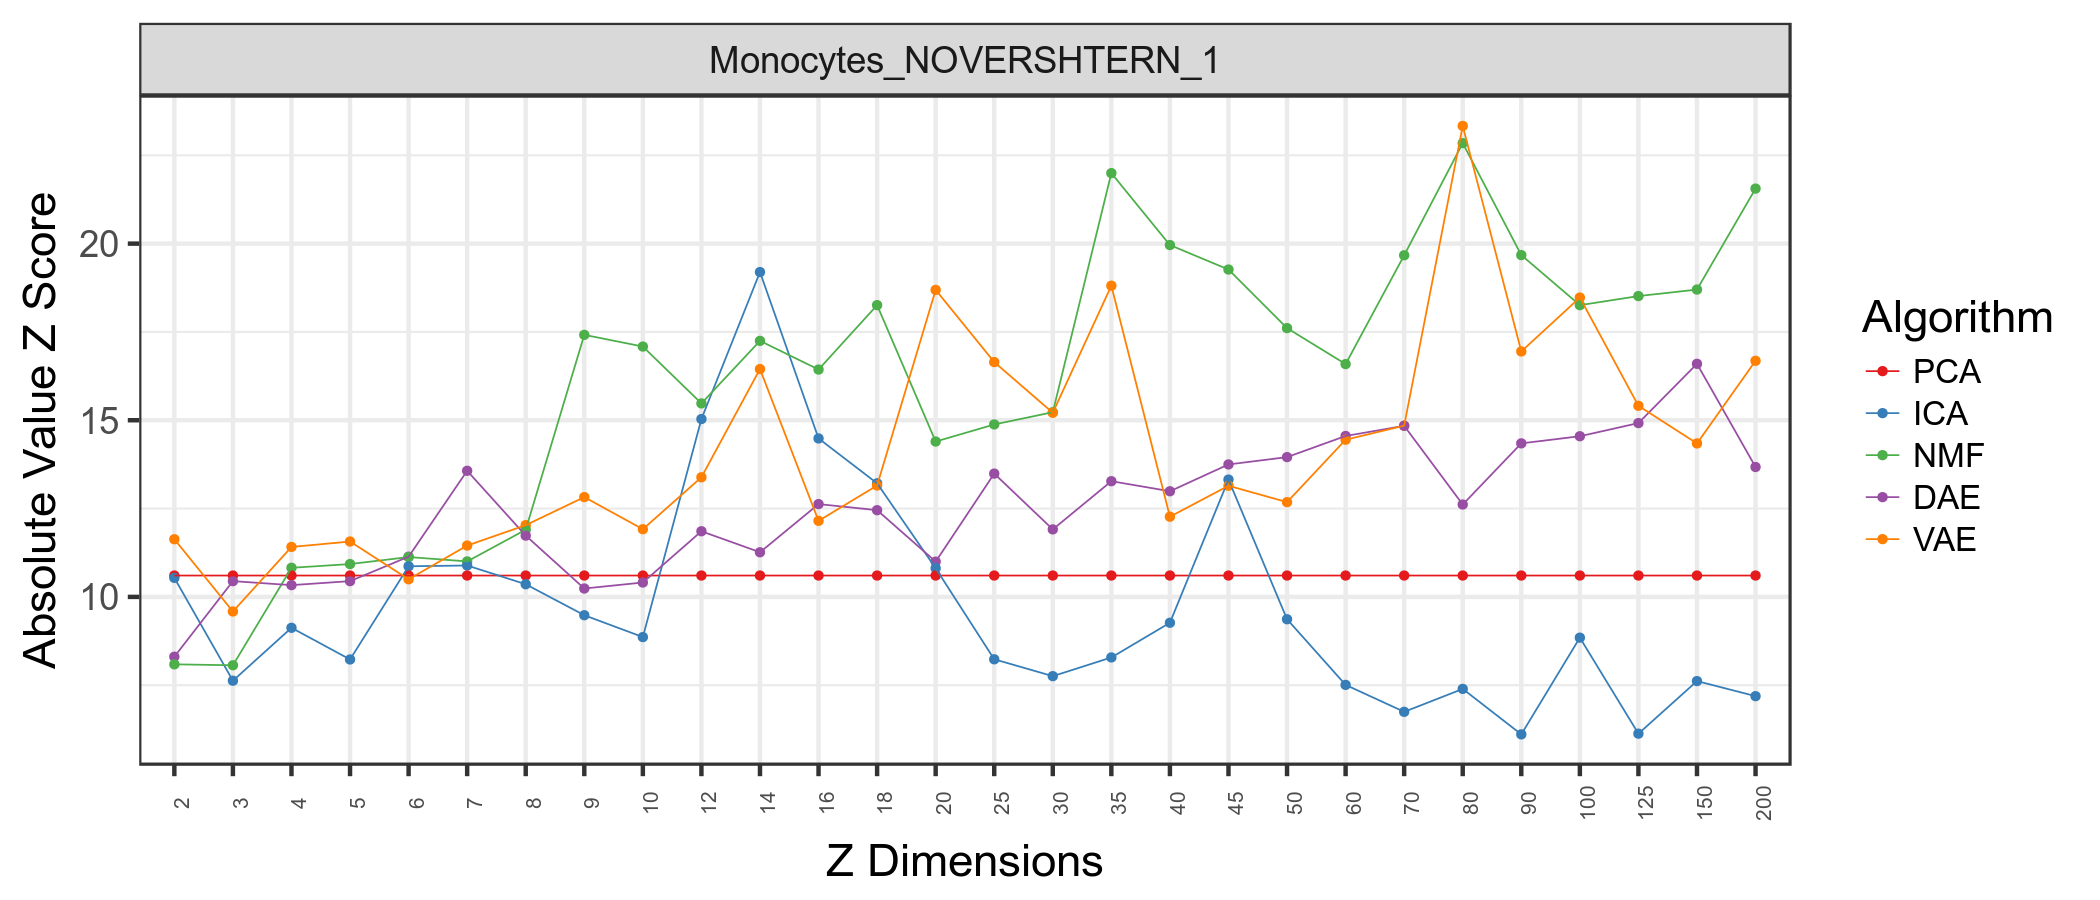 Monocytes_NOVERSHTERN_1
Absolute Value Z Score
20
15
10
2 3 4 5 6 7 8 9 10 12 14 16 18 20 25 30 35 40 45 50 60 70 80 90 100 125 150 200
Z Dimensions
Algorithm
PCA
ICA
NMF
DAE
VAE